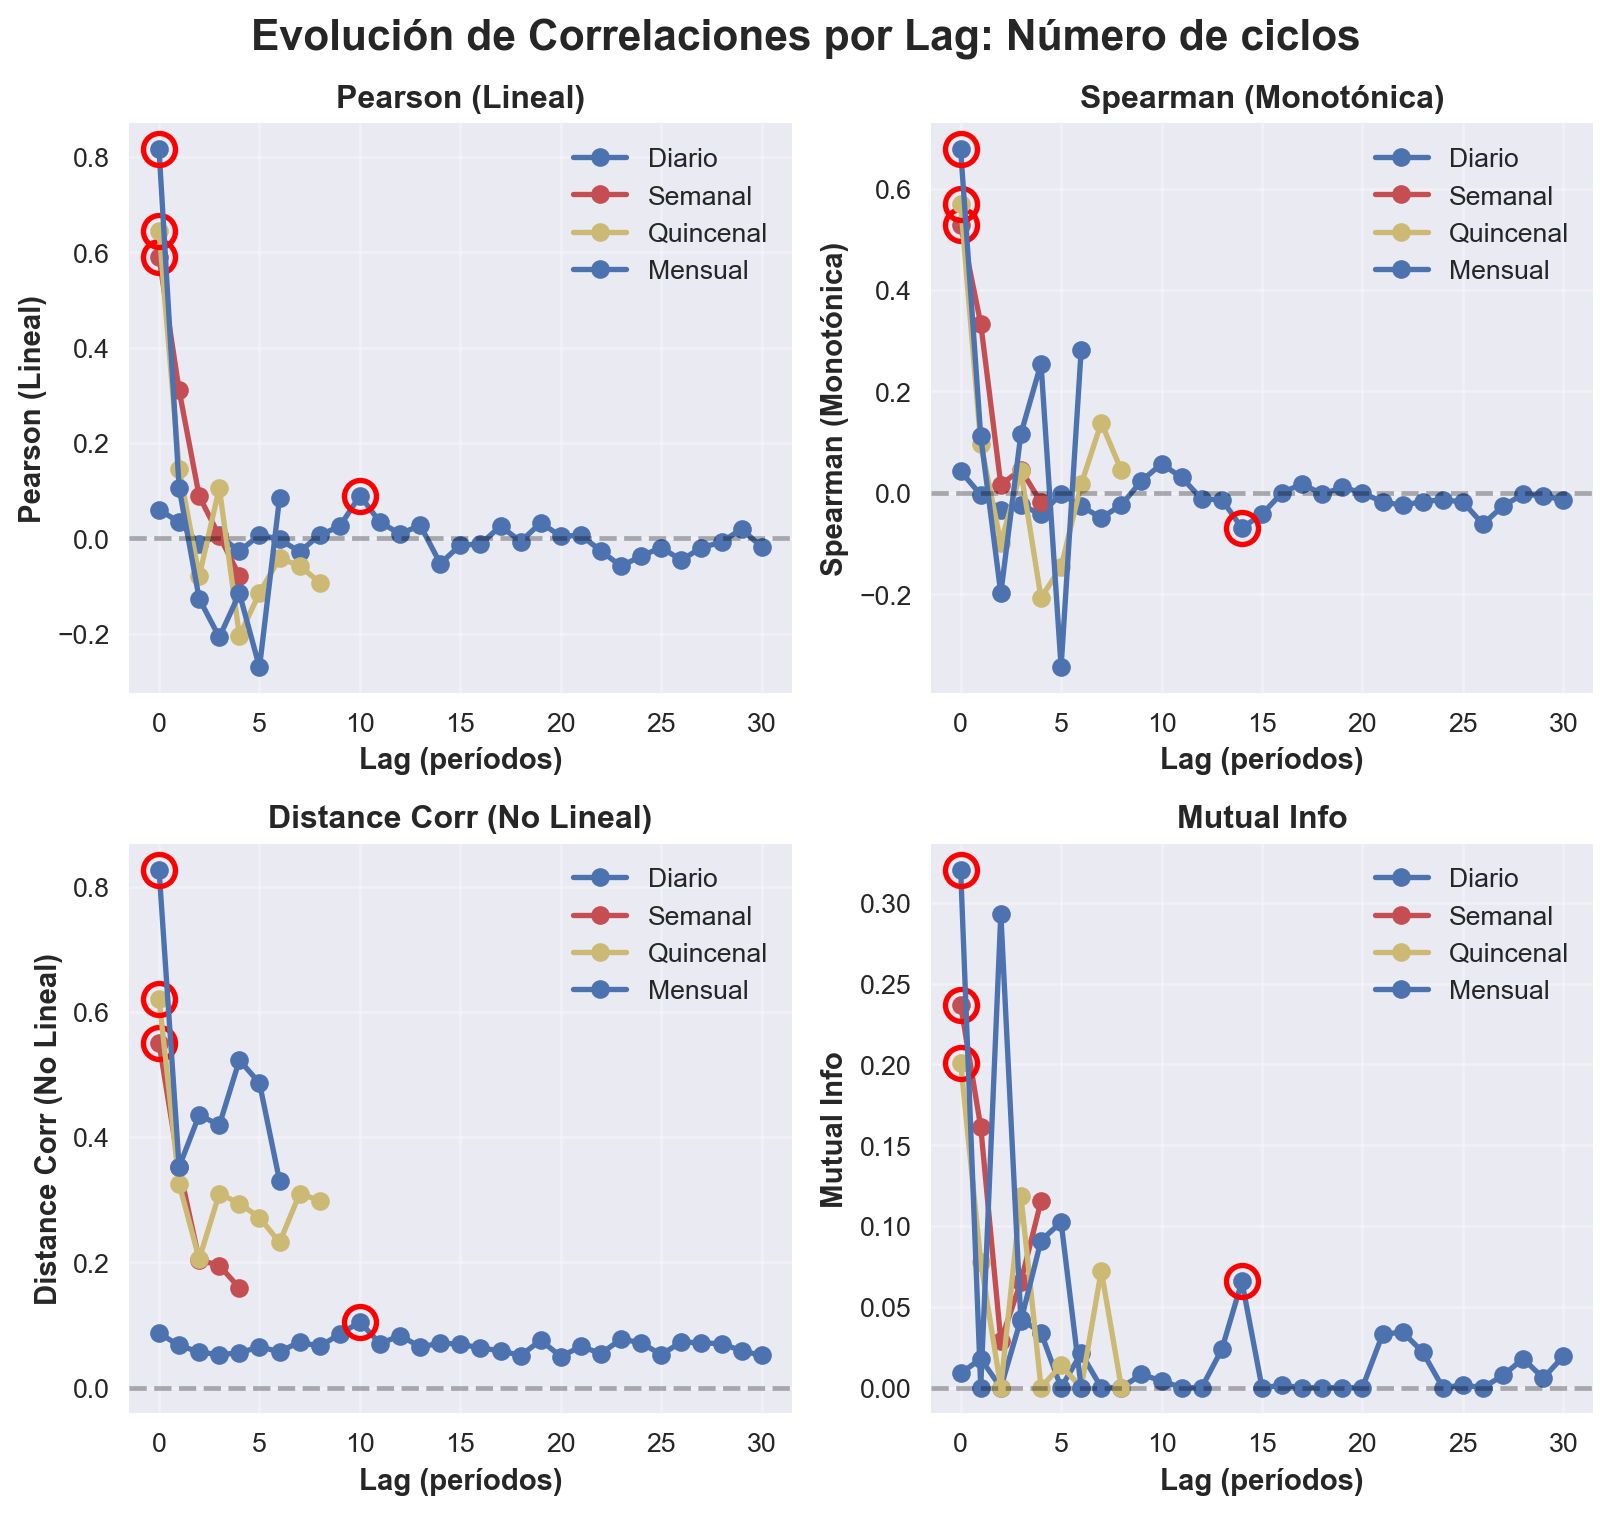 Evolución de Correlaciones por Lag: Número de ciclos
Pearson (Lineal)
Pearson (Lineal)
0.8
0.6
0.4
0.2
0.0
−0.2
0 5 10 15 20 25 30
Lag (períodos)
Diario
Semanal
Quincenal
Mensual
Spearman (Monotónica)
Spearman (Monotónica)
0.6
0.4
0.2
0.0
−0.2
0 5 10 15 20 25 30
Lag (períodos)
Diario
Semanal
Quincenal
Mensual
Distance Corr (No Lineal)
Distance Corr (No Lineal)
0.8
0.6
0.4
0.2
0.0
0 5 10 15 20 25 30
Lag (períodos)
Diario
Semanal
Quincenal
Mensual
Mutual Info
Mutual Info
0.30
0.25
0.20
0.15
0.10
0.05
0.00
0 5 10 15 20 25 30
Lag (períodos)
Diario
Semanal
Quincenal
Mensual